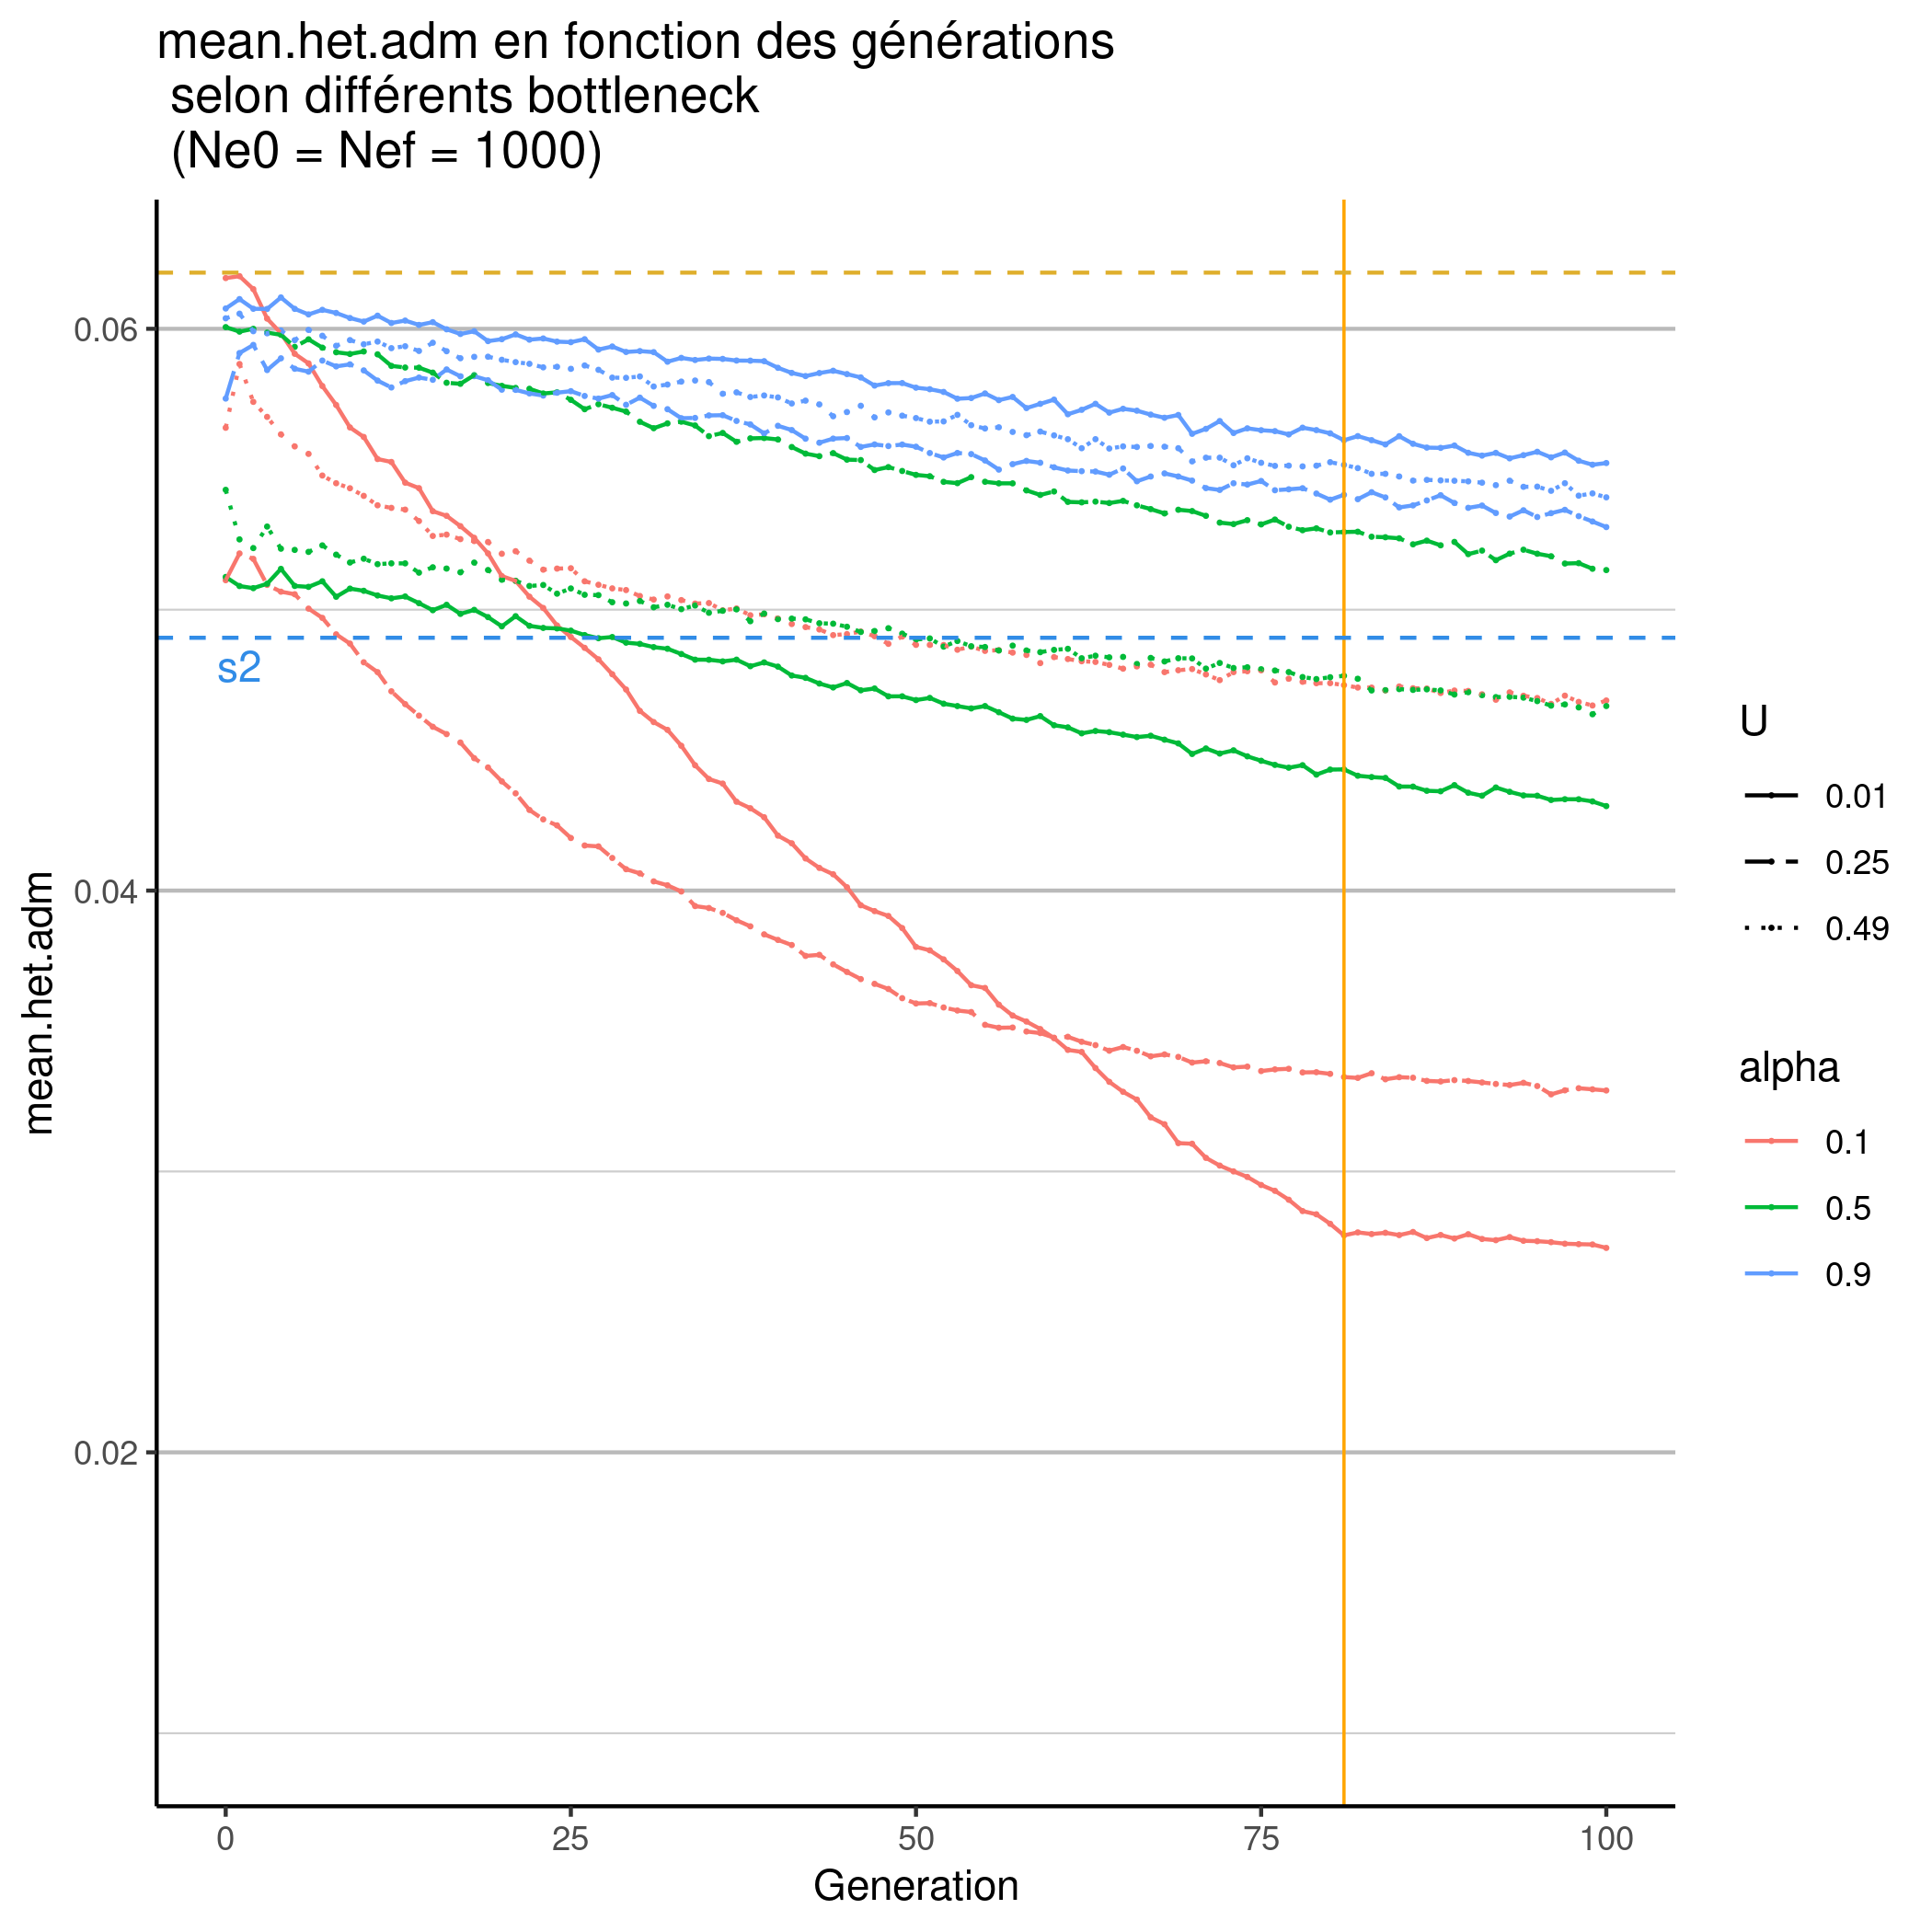 mean.het.adm en fonction des générations
selon différents bottleneck
(Ne0 = Nef = 1000)
mean.het.adm
0.06
0.04
0.02
s2
0
25
50
75
100
Generation
U
0.01
0.25
0.49
alpha
0.1
0.5
0.9